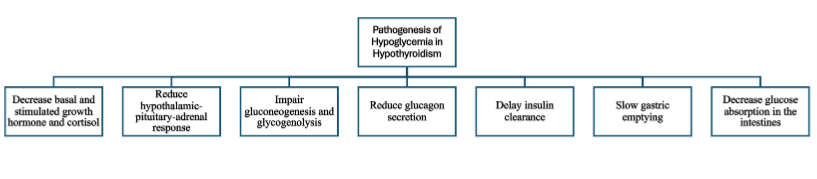 Pathogenesis of
Hypoglycemia in
Hypothyroidism
Decrease basal and
stimulated growth
hormone and cortisol
Reduce
hypothalamic-
pituitary-adrenal
response
Impair
gluconeogenesis and
glycogenolysis
Reduce glucagon
secretion
Delay insulin
clearance
Slow gastric
emptying
Decrease glucose
absorption in the
intestines